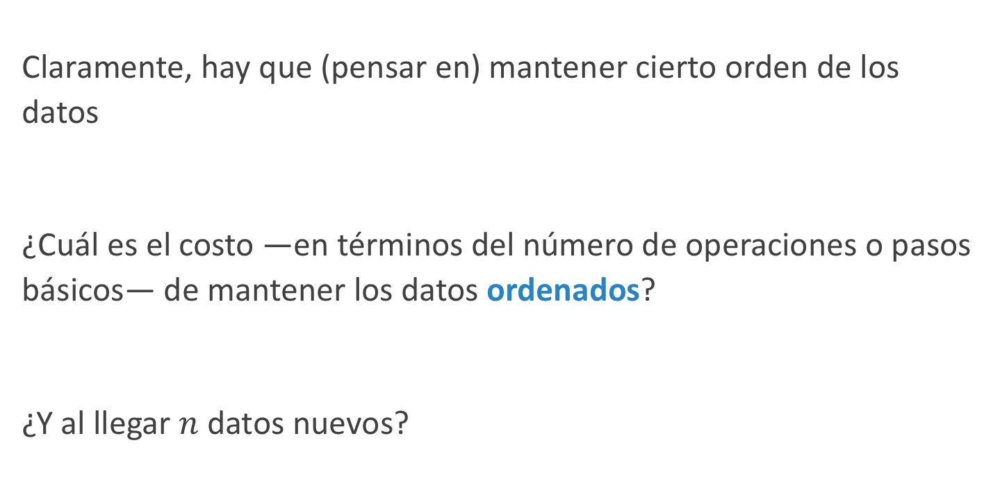 Claramente, hay que (pensar en) mantener cierto orden de los
datos
¿Cuál es el costo —en términos del número de operaciones o pasos
básicos— de mantener los datos ordenados?
¿Y al llegar n datos nuevos?